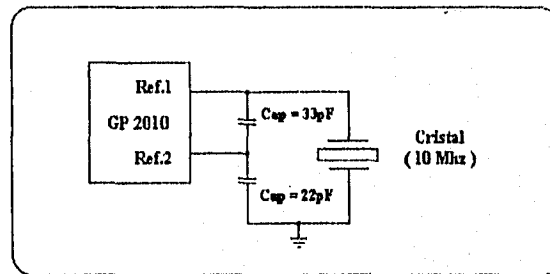 Ref.1
GP 2010
Ref.2
Cap = 33pF
Cap = 22pF
Cristal
( 10 Mhz )